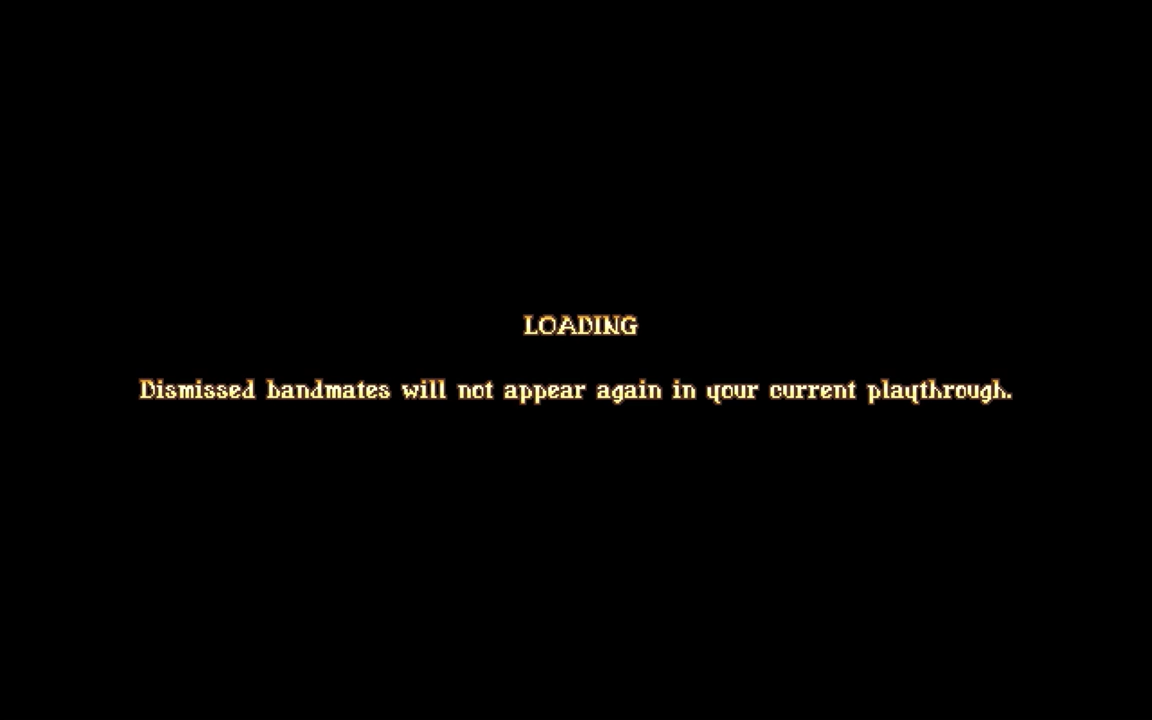 LOADING
Dismissed bandmates will not appear again in your current playthrough.